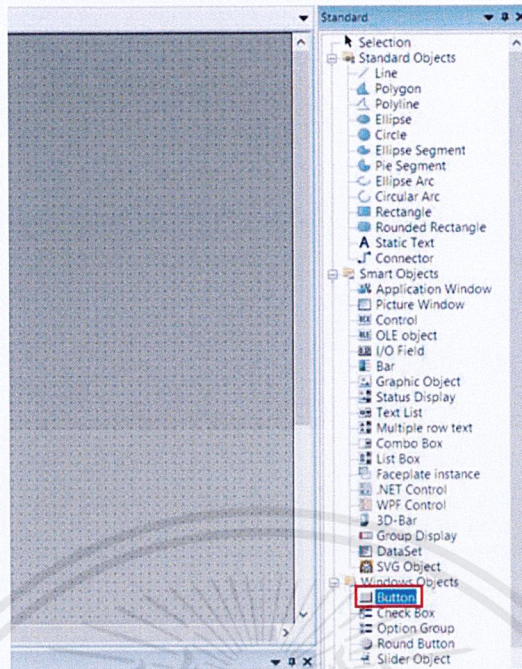 Standard
Selection
Standard Objects
Line
Polygon
Polyline
Ellipse
Circle
Ellipse Segment
Pie Segment
Ellipse Arc
Circular Arc
Rectangle
Rounded Rectangle
A Static Text
Connector
Smart Objects
Application Window
Picture Window
Control
OLE object
I/O Field
Bar
Graphic Object
Status Display
Text List
Multiple row text
Combo Box
List Box
Faceplate instance
.NET Control
WPF Control
3D-Bar
Group Display
DataSet
SVG Object
Windows Objects
Button
Check Box
Option Group
Round Button
Slider Object